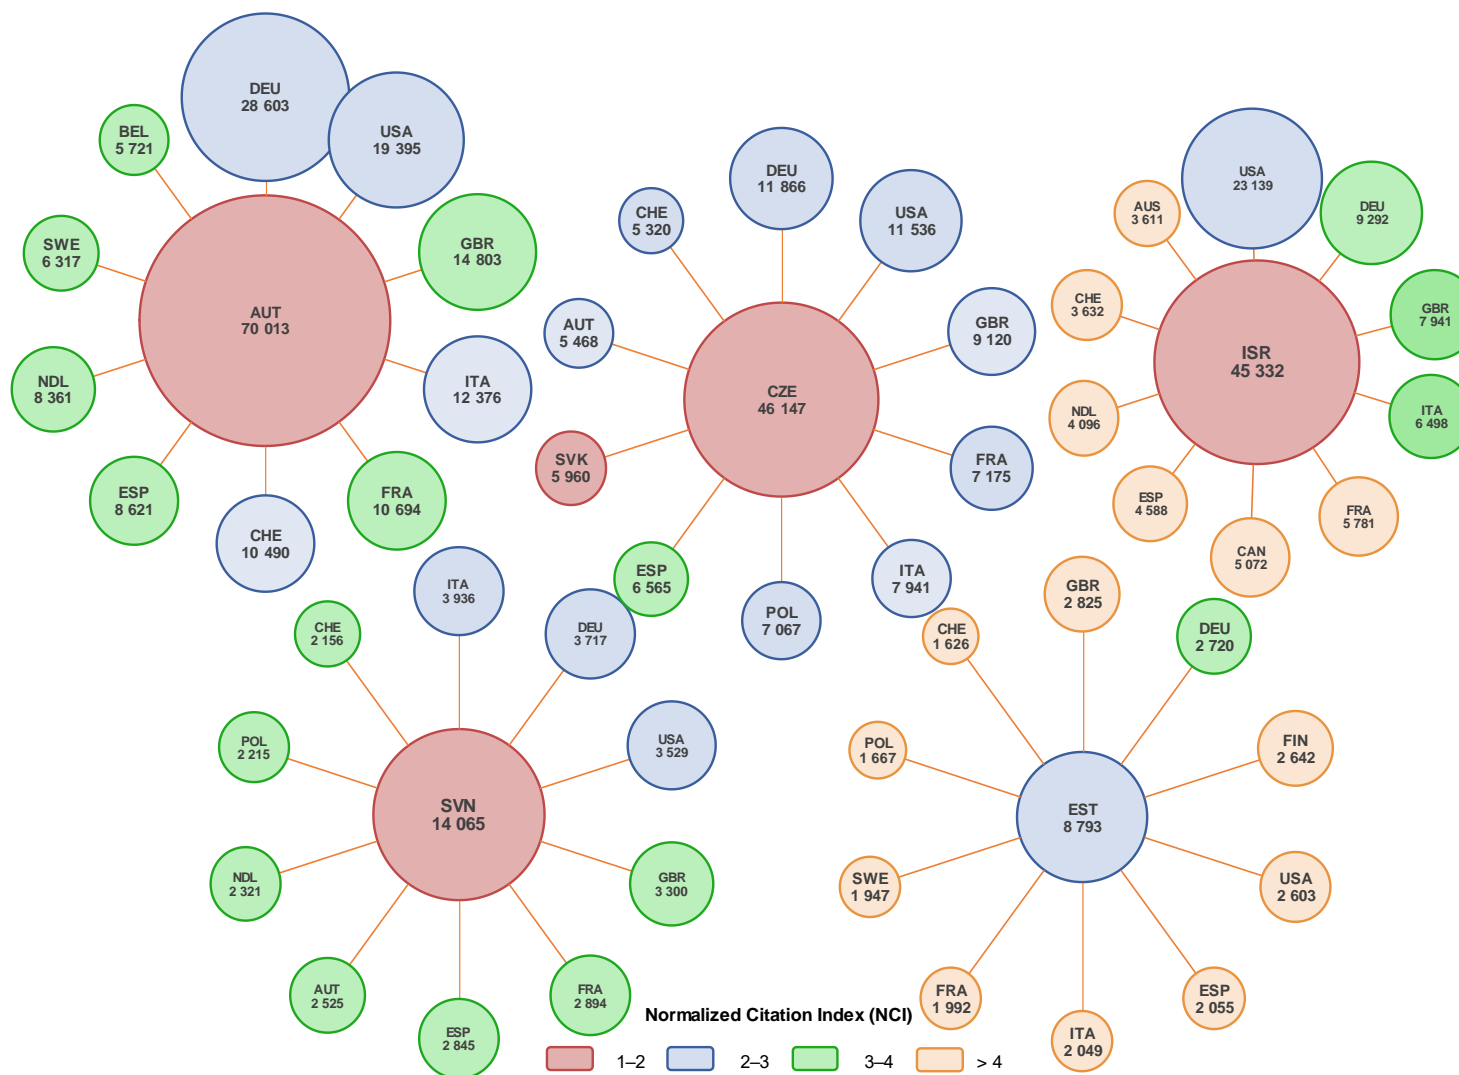 DEU
28 603
USA
19 395
BEL
5 721
SWE
6 317
GBR
14 803
AUT
70 013
NDL
8 361
ITA
12 376
ESP
8 621
CHE
10 490
FRA
10 694
DEU
11 866
CHE
5 320
USA
11 536
AUT
5 468
GBR
9 120
CZE
46 147
SVK
5 960
FRA
7 175
ESP
6 565
POL
7 067
ITA
7 941
USA
23 139
AUS
3 611
DEU
9 292
CHE
3 632
GBR
7 941
ISR
45 332
NDL
4 096
ITA
6 498
ESP
4 588
CAN
5 072
FRA
5 781
ITA
3 936
CHE
2 156
DEU
3 717
POL
2 215
USA
3 529
SVN
14 065
NDL
2 321
GBR
3 300
AUT
2 525
ESP
2 845
FRA
2 894
GBR
2 825
CHE
1 626
DEU
2 720
POL
1 667
FIN
2 642
EST
8 793
SWE
1 947
USA
2 603
FRA
1 992
ITA
2 049
ESP
2 055
Normalized Citation Index (NCI)
1–2
2–3
3–4
> 4